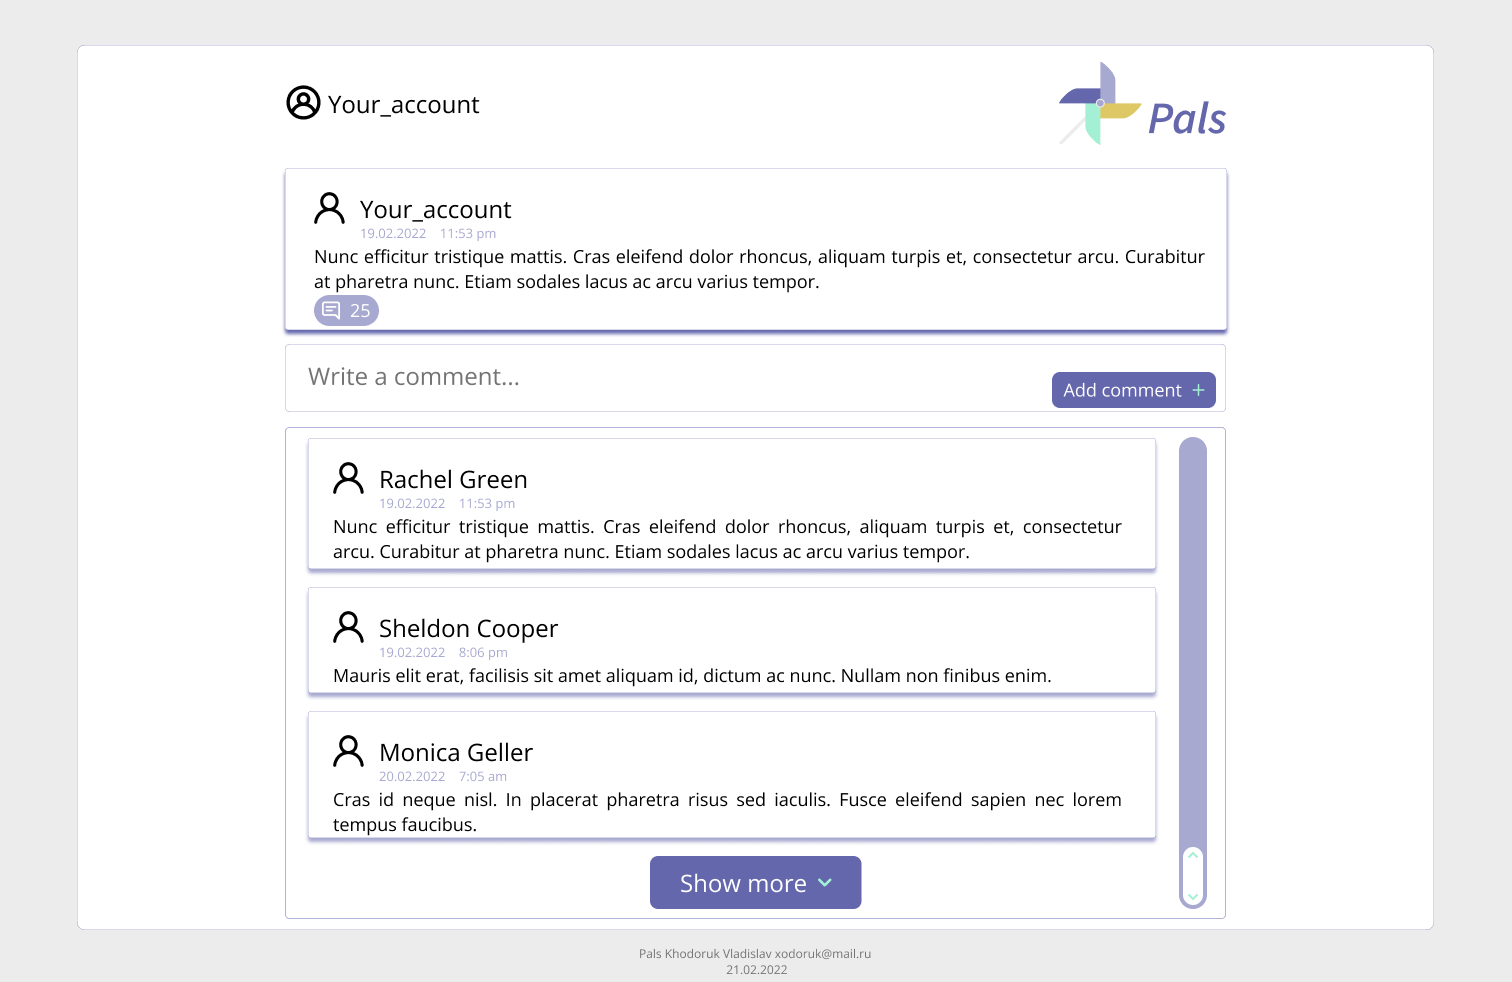 Your_account
Pals
Your_account
19.02.2022 11:53 pm
Nunc efficitur tristique mattis. Cras eleifend dolor rhoncus, aliquam turpis et, consectetur arcu. Curabitur
at pharetra nunc. Etiam sodales lacus ac arcu varius tempor.
25
Write a comment...
Add comment +
Rachel Green
19.02.2022 11:53 pm
Nunc efficitur tristique mattis. Cras eleifend dolor rhoncus, aliquam turpis et, consectetur
arcu. Curabitur at pharetra nunc. Etiam sodales lacus ac arcu varius tempor.
Sheldon Cooper
19.02.2022 8:06 pm
Mauris elit erat, facilisis sit amet aliquam id, dictum ac nunc. Nullam non finibus enim.
Monica Geller
20.02.2022 7:05 am
Cras id neque nisl. In placerat pharetra risus sed iaculis. Fusce eleifend sapien nec lorem
tempus faucibus.
Show more
Pals Khodoruk Vladislav xodoruk@mail.ru
21.02.2022